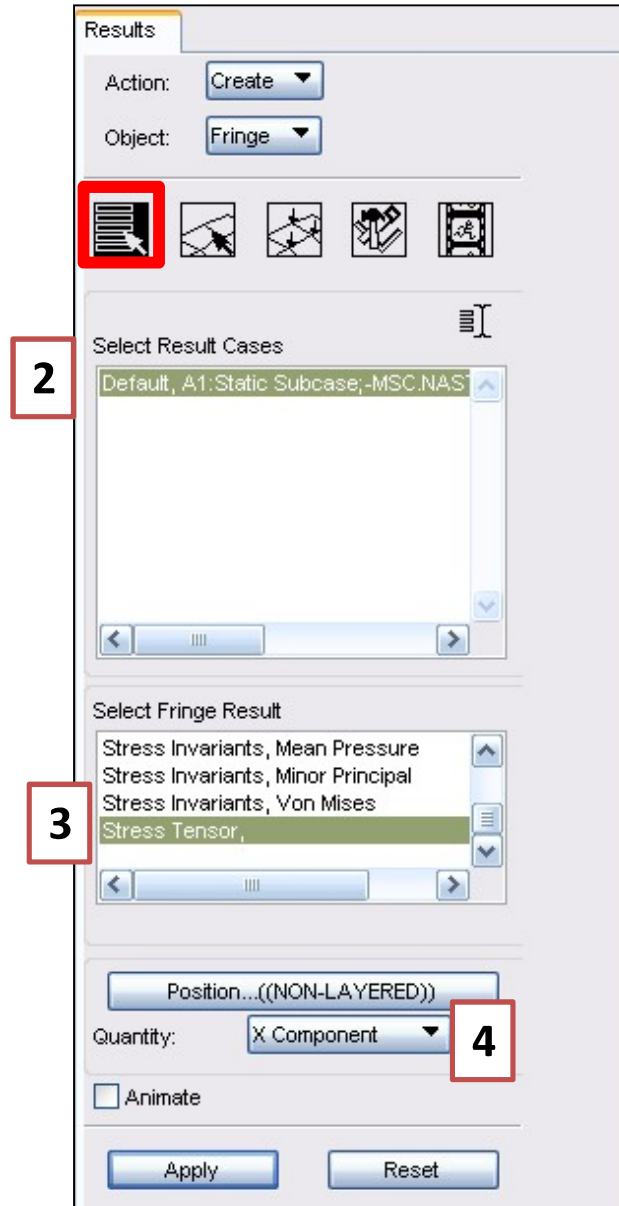 Results
Action: Create
Object: Fringe
Select Result Cases
2
Default, A1:Static Subcase;-MSC.NAST
Select Fringe Result
Stress Invariants, Mean Pressure
Stress Invariants, Minor Principal
Stress Invariants, Von Mises
3
Stress Tensor,
Position...((NON-LAYERED))
Quantity: X Component
4
Animate
Apply Reset